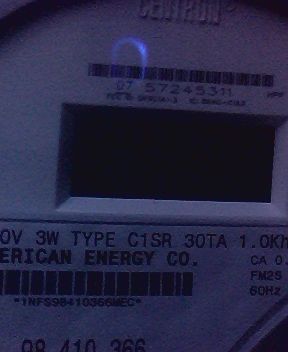 CENTRON
07 57245311
0V 3W TYPE C1SR 30TA 1.0Kh
ERICAN ENERGY CO.
CA 0.
FM2S
60Hz
*1NFS98410366MEC*
98 410 366